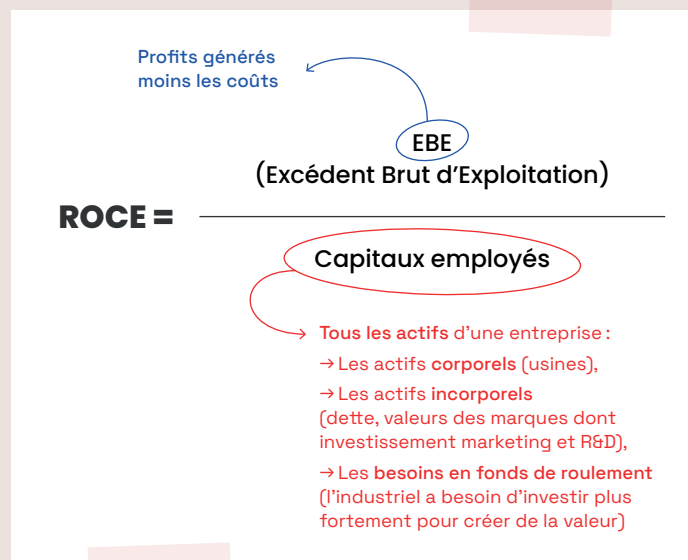 Profits générés
moins les coûts
EBE
(Excédent Brut d’Exploitation)
ROCE =
Capitaux employés
Tous les actifs d’une entreprise :
→ Les actifs corporels (usines),
→ Les actifs incorporels
(dette, valeurs des marques dont
investissement marketing et R&D),
→ Les besoins en fonds de roulement
(l’industriel a besoin d’investir plus
fortement pour créer de la valeur)